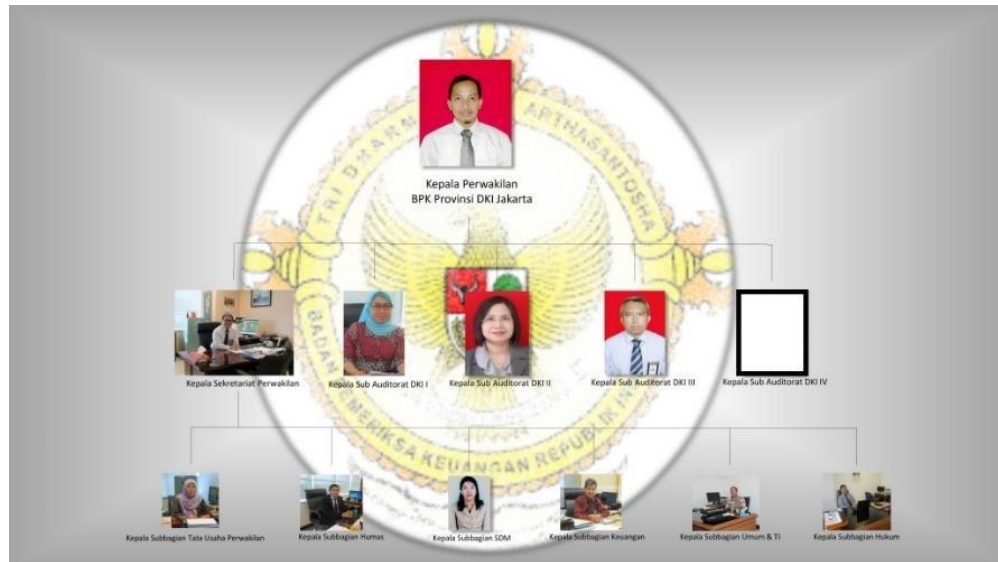 TRI DHARMA ARTHASANTOSHA
Kepala Perwakilan
BPK Provinsi DKI Jakarta
Kepala Sekretariat Perwakilan
Kepala Sub Auditorat DKI I
Kepala Sub Auditorat DKI II
Kepala Sub Auditorat DKI III
Kepala Sub Auditorat DKI IV
BADAN PEMERIKSA KEUANGAN REPUBLIK IN
Kepala Subbagian Tata Usaha Perwakilan
Kepala Subbagian Humas
Kepala Subbagian SDM
Kepala Subbagian Keuangan
Kepala Subbagian Umum & TI
Kepala Subbagian Hukum